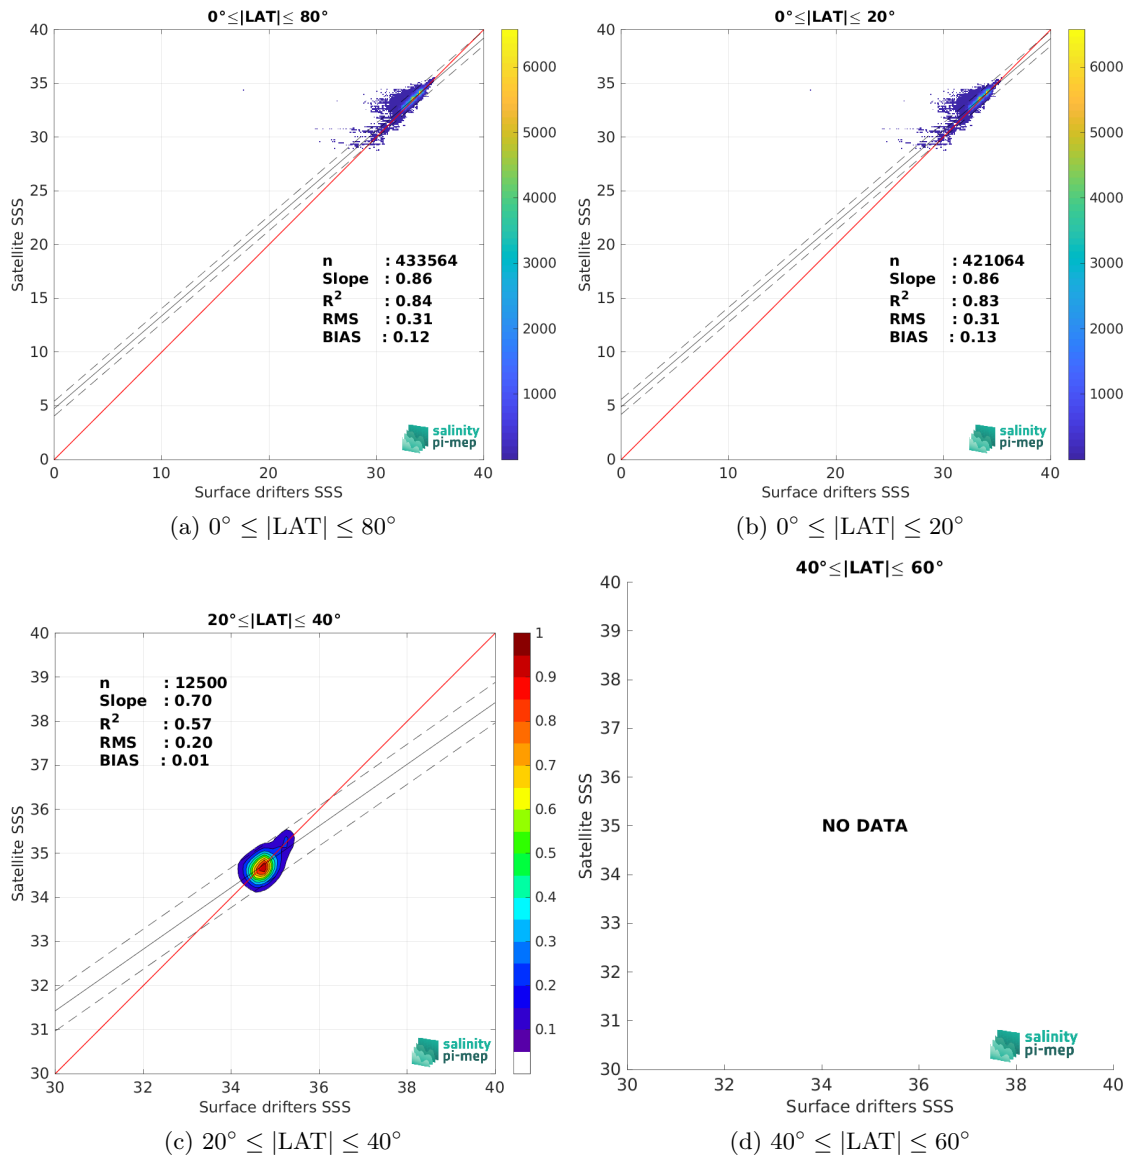 0°≤|LAT|≤ 80°
40
35
30
25
20
15
10
5
0
Satellite SSS
n : 433564
Slope : 0.86
R² : 0.84
RMS : 0.31
BIAS : 0.12
salinity
pi-mep
0 10 20 30 40
Surface drifters SSS
6000
5000
4000
3000
2000
1000
(a) 0° ≤ |LAT| ≤ 80°
0°≤|LAT|≤ 20°
40
35
30
25
20
15
10
5
0
Satellite SSS
n : 421064
Slope : 0.86
R² : 0.83
RMS : 0.31
BIAS : 0.13
salinity
pi-mep
0 10 20 30 40
Surface drifters SSS
6000
5000
4000
3000
2000
1000
(b) 0° ≤ |LAT| ≤ 20°
20°≤|LAT|≤ 40°
40
39
38
37
36
35
34
33
32
31
30
Satellite SSS
n : 12500
Slope : 0.70
R² : 0.57
RMS : 0.20
BIAS : 0.01
salinity
pi-mep
30 32 34 36 38 40
Surface drifters SSS
1
0.9
0.8
0.7
0.6
0.5
0.4
0.3
0.2
0.1
(c) 20° ≤ |LAT| ≤ 40°
40°≤|LAT|≤ 60°
40
39
38
37
36
35
34
33
32
31
30
Satellite SSS
NO DATA
salinity
pi-mep
30 32 34 36 38 40
Surface drifters SSS
(d) 40° ≤ |LAT| ≤ 60°